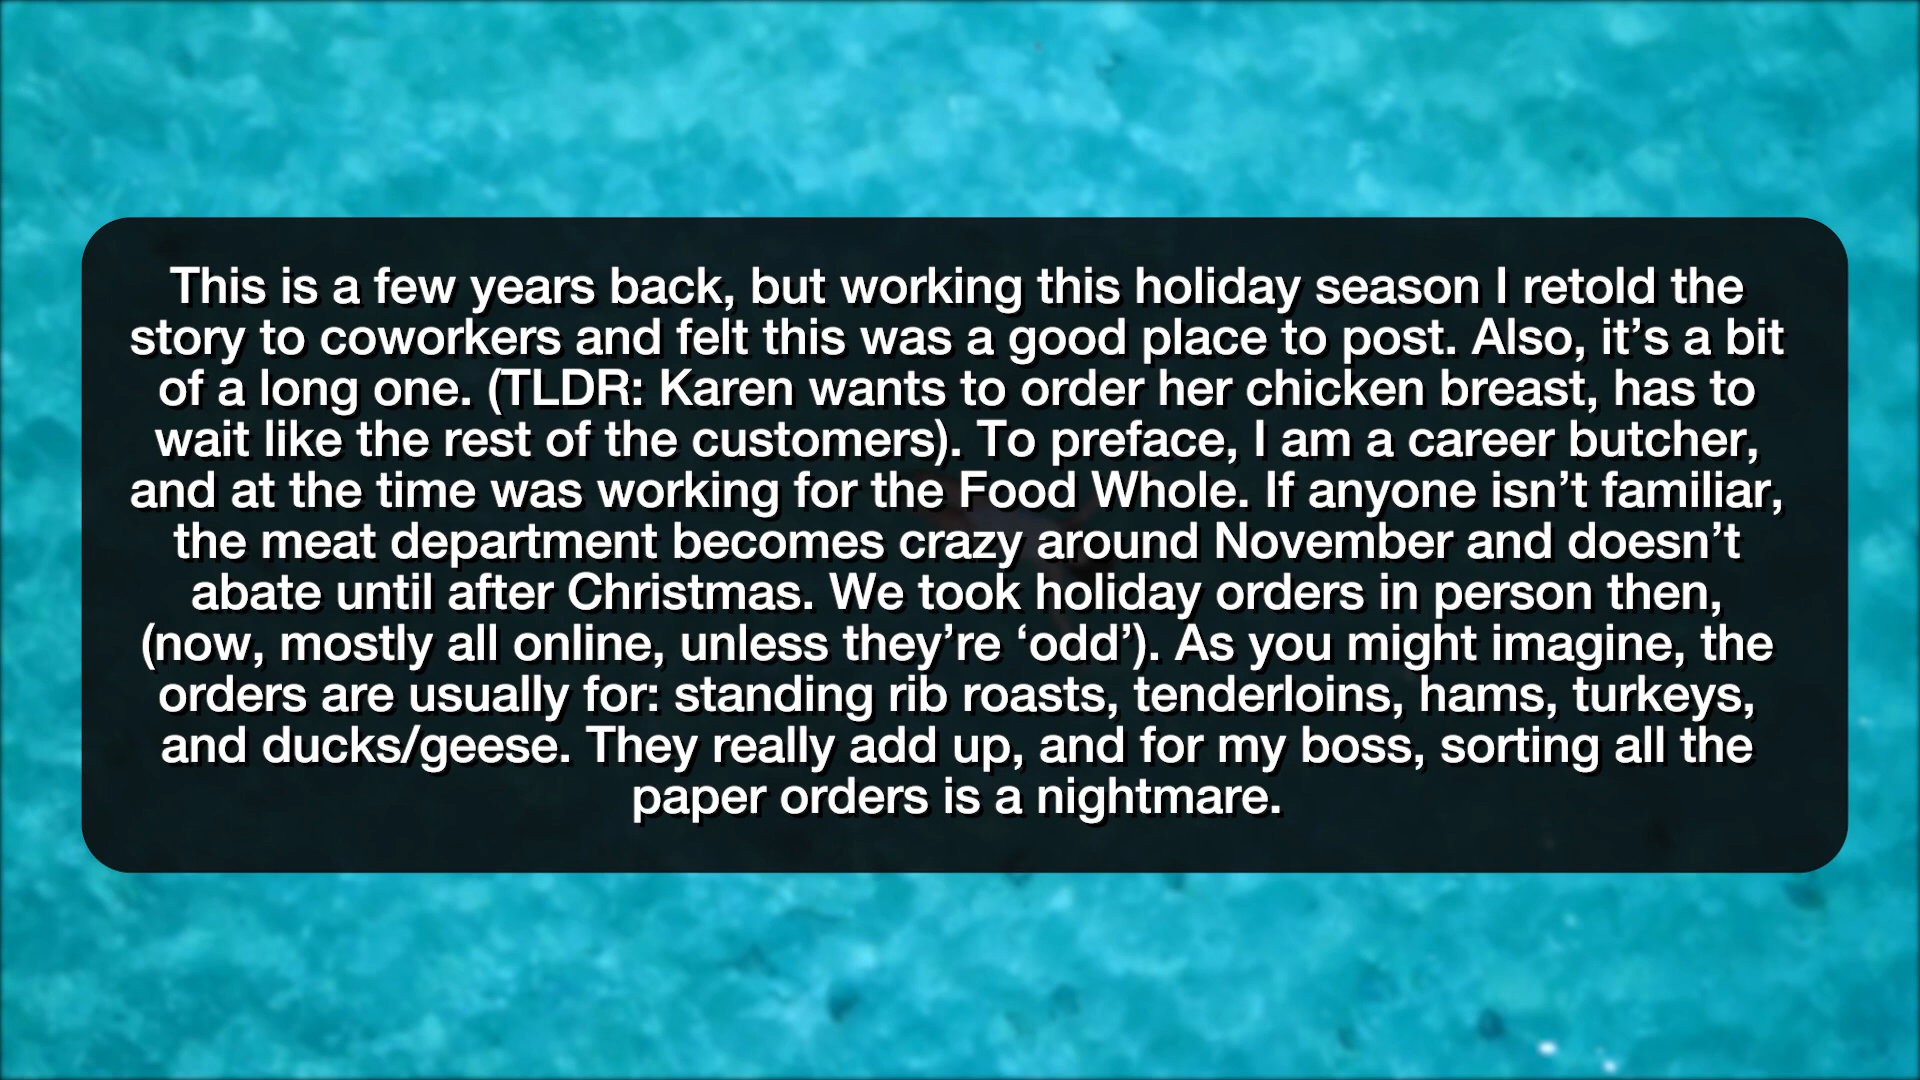 This is a few years back, but working this holiday season I retold the
story to coworkers and felt this was a good place to post. Also, it’s a bit
of a long one. (TLDR: Karen wants to order her chicken breast, has to
wait like the rest of the customers). To preface, I am a career butcher,
and at the time was working for the Food Whole. If anyone isn’t familiar,
the meat department becomes crazy around November and doesn’t
abate until after Christmas. We took holiday orders in person then,
(now, mostly all online, unless they’re ‘odd’). As you might imagine, the
orders are usually for: standing rib roasts, tenderloins, hams, turkeys,
and ducks/geese. They really add up, and for my boss, sorting all the
paper orders is a nightmare.